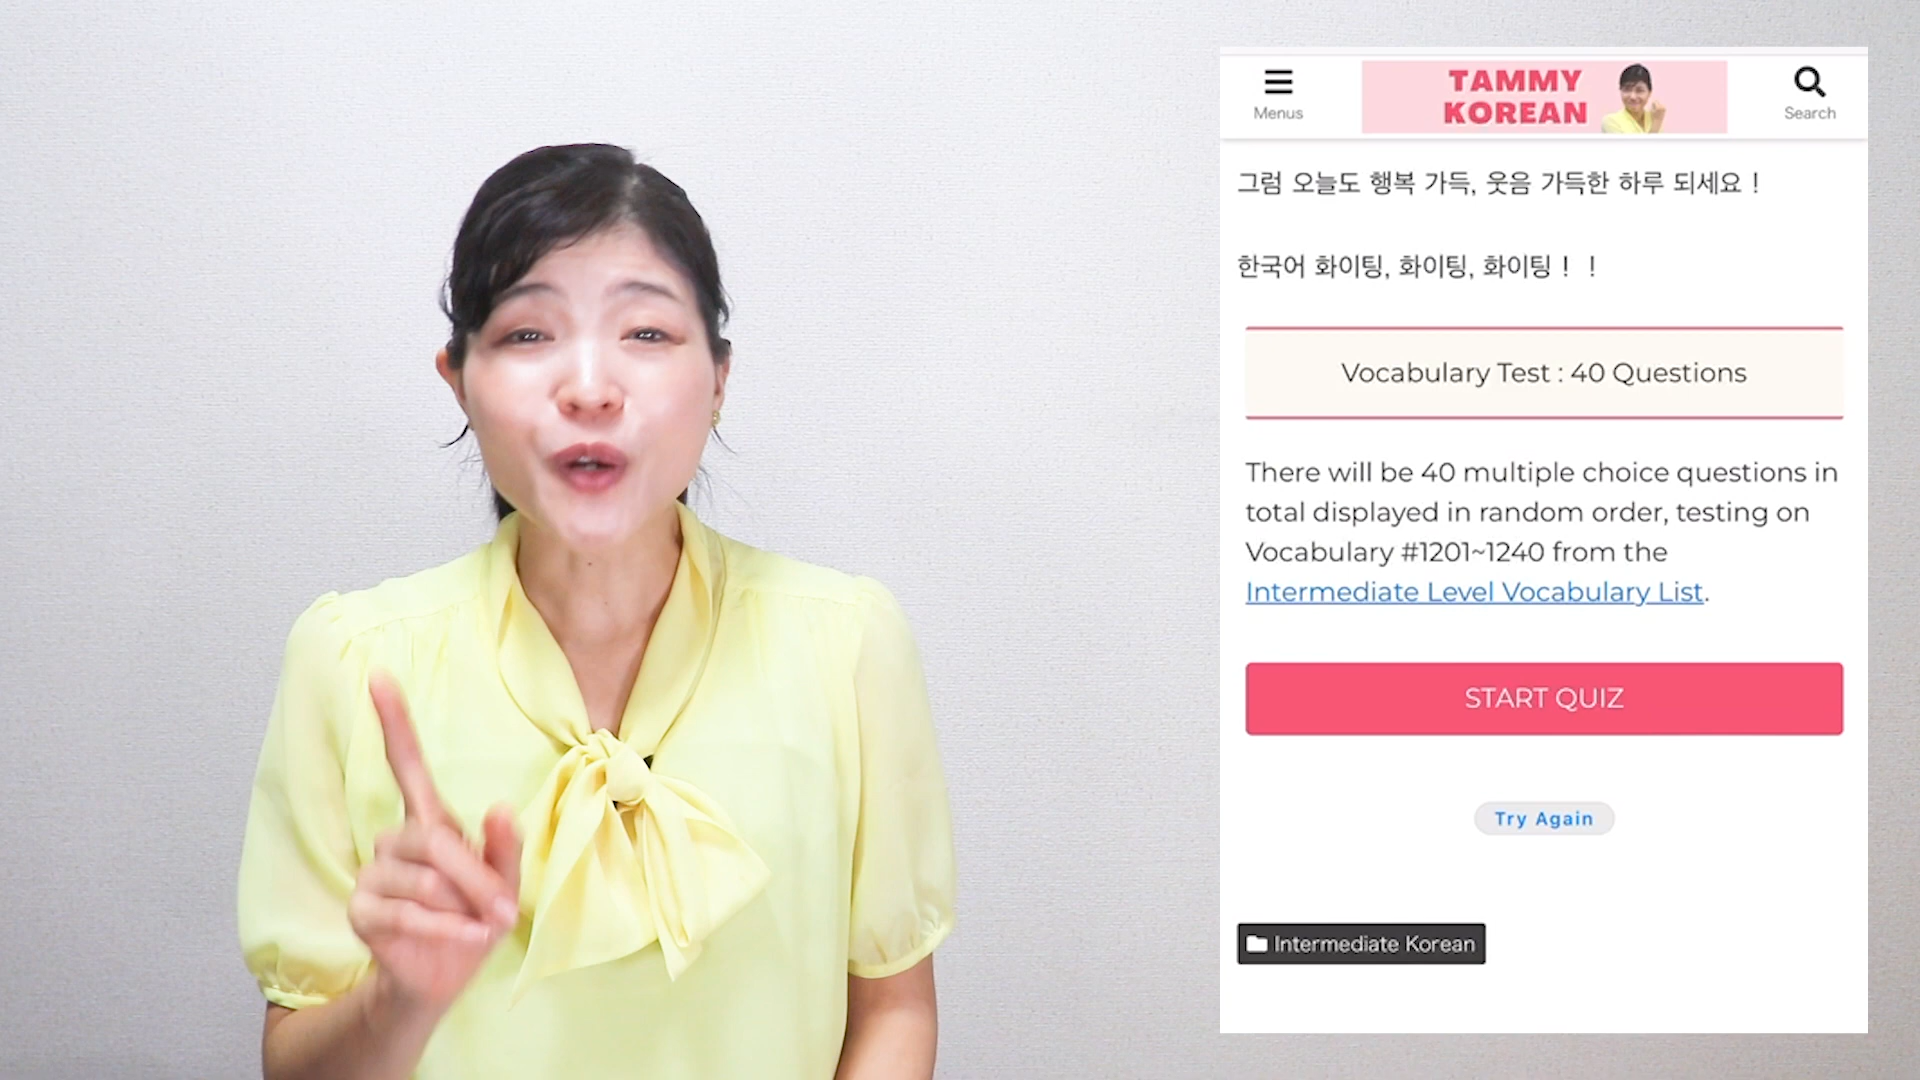 Menus
TAMMY
KOREAN
Search
그럼 오늘도 행복 가득, 웃음 가득한 하루 되세요 !
한국어 화이팅, 화이팅, 화이팅 ! !
Vocabulary Test : 40 Questions
There will be 40 multiple choice questions in
total displayed in random order, testing on
Vocabulary #1201~1240 from the
Intermediate Level Vocabulary List.
START QUIZ
Try Again
Intermediate Korean